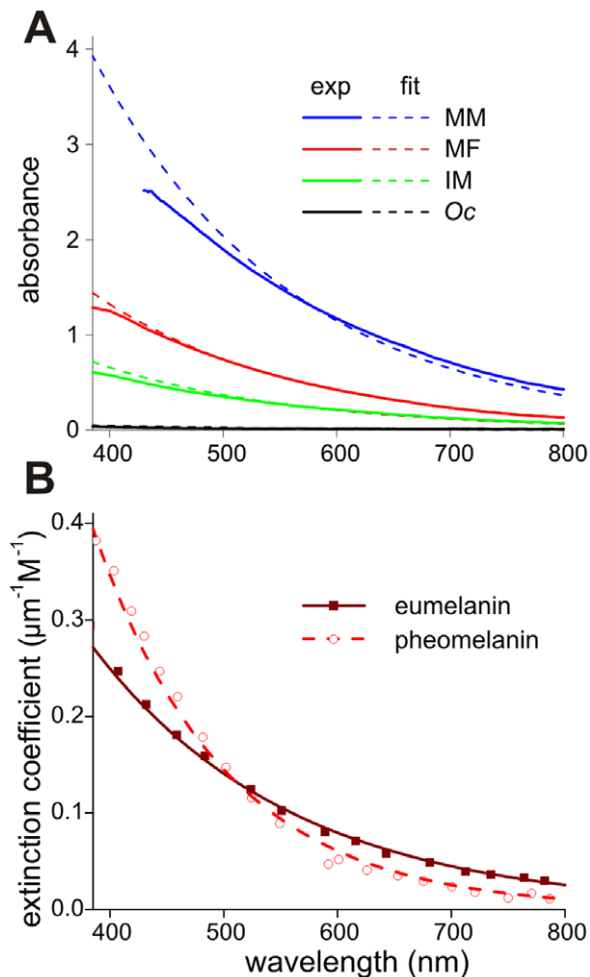 A
4
3
2
1
0
absorbance
exp fit
MM
MF
IM
Oc
400 500 600 700 800
B
0.4
0.3
0.2
0.1
0.0
extinction coefficient (μm⁻¹M⁻¹)
eumelanin
pheomelanin
400 500 600 700 800
wavelength (nm)